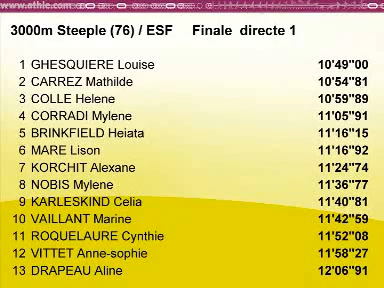 www.athle.com
3000m Steeple (76) / ESF Finale directe 1
1 GHESQUIERE Louise 10'49''00
2 CARREZ Mathilde 10'54''81
3 COLLE Helene 10'59''89
4 CORRADI Mylene 11'05''91
5 BRINKFIELD Heiata 11'16''15
6 MARE Lison 11'16''92
7 KORCHIT Alexane 11'24''74
8 NOBIS Mylene 11'36''77
9 KARLESKIND Celia 11'40''81
10 VAILLANT Marine 11'42''59
11 ROQUELAURE Cynthie 11'52''08
12 VITTET Anne-sophie 11'58''27
13 DRAPEAU Aline 12'06''91